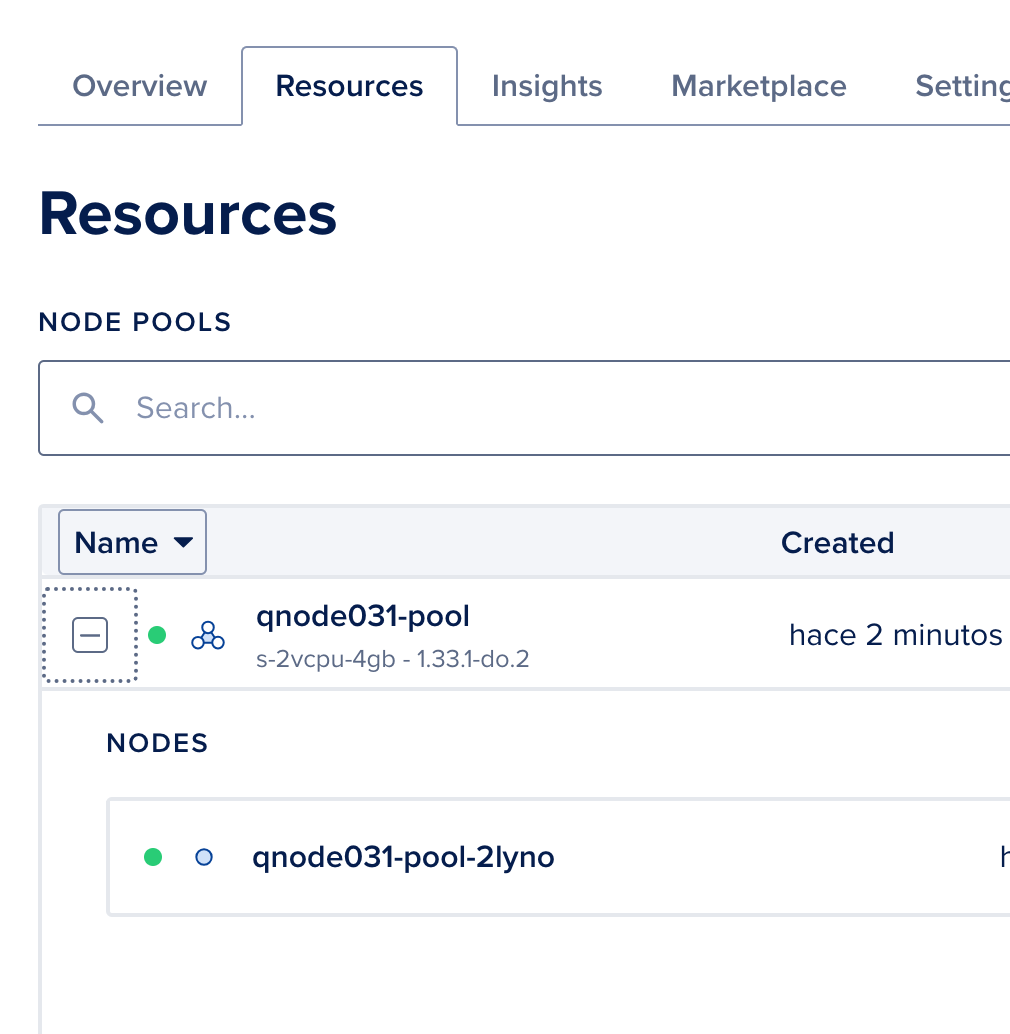 Overview Resources Insights Marketplace Setting
Resources
NODE POOLS
Search...
Name Created
qnode031-pool
s-2vcpu-4gb - 1.33.1-do.2
hace 2 minutos
NODES
qnode031-pool-2lyno
h